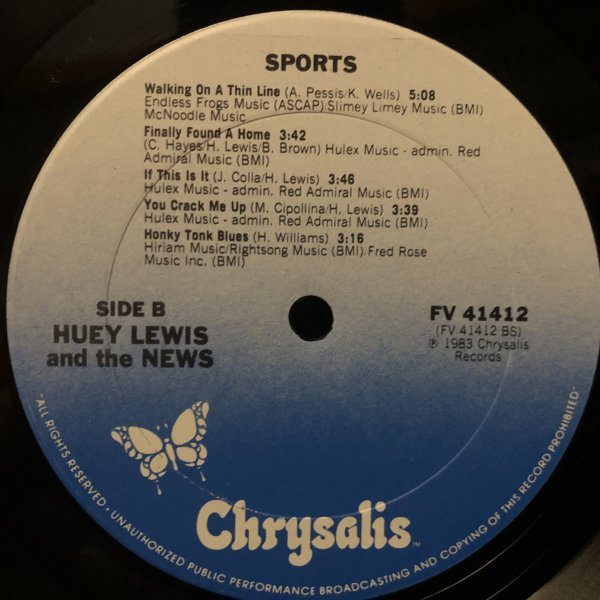 SPORTS
Walking On A Thin Line (A. Pessis/K. Wells) 5:08
Endless Frogs Music (ASCAP) Slimey Limey Music (BMI)
McNoodle Music
Finally Found A Home 3:42
(C. Hayes/H. Lewis/B. Brown) Hulex Music - admin. Red
Admiral Music (BMI)
If This Is It (J. Colla/H. Lewis) 3:46
Hulex Music - admin. Red Admiral Music (BMI)
You Crack Me Up (M. Cipollina/H. Lewis) 3:39
Hulex Music - admin. Red Admiral Music (BMI)
Honky Tonk Blues (H. Williams) 3:16
Hiriam Music/Rightsong Music (BMI) Fred Rose
Music Inc. (BMI)
SIDE B
HUEY LEWIS
and the NEWS
FV 41412
(FV 41412 BS)
℗ 1983 Chrysalis
Records
Chrysalis™
"ALL RIGHTS RESERVED · UNAUTHORIZED PUBLIC PERFORMANCE BROADCASTING AND COPYING OF THIS RECORD PROHIBITED"